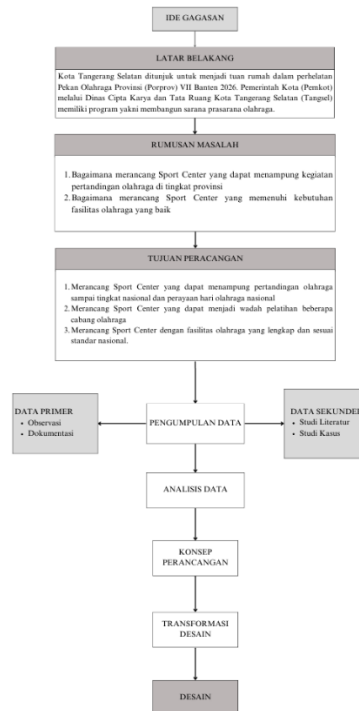 IDE GAGASAN
LATAR BELAKANG
Kota Tangerang Selatan ditunjuk untuk menjadi tuan rumah dalam perhelatan
Pekan Olahraga Provinsi (Porprov) VII Banten 2026. Pemerintah Kota (Pemkot)
melalui Dinas Cipta Karya dan Tata Ruang Kota Tangerang Selatan (Tangsel)
memiliki program yakni membangun sarana prasarana olahraga.
RUMUSAN MASALAH
1. Bagaimana merancang Sport Center yang dapat menampung kegiatan
pertandingan olahraga di tingkat provinsi
2. Bagaimana merancang Sport Center yang memenuhi kebutuhan
fasilitas olahraga yang baik
TUJUAN PERACANGAN
1. Merancang Sport Center yang dapat menampung pertandingan olahraga
sampai tingkat nasional dan perayaan hari olahraga nasional
2. Merancang Sport Center yang dapat menjadi wadah pelatihan beberapa
cabang olahraga
3. Merancang Sport Center dengan fasilitas olahraga yang lengkap dan sesuai
standar nasional.
DATA PRIMER
• Observasi
• Dokumentasi
PENGUMPULAN DATA
DATA SEKUNDER
• Studi Literatur
• Studi Kasus
ANALISIS DATA
KONSEP
PERANCANGAN
TRANSFORMASI
DESAIN
DESAIN